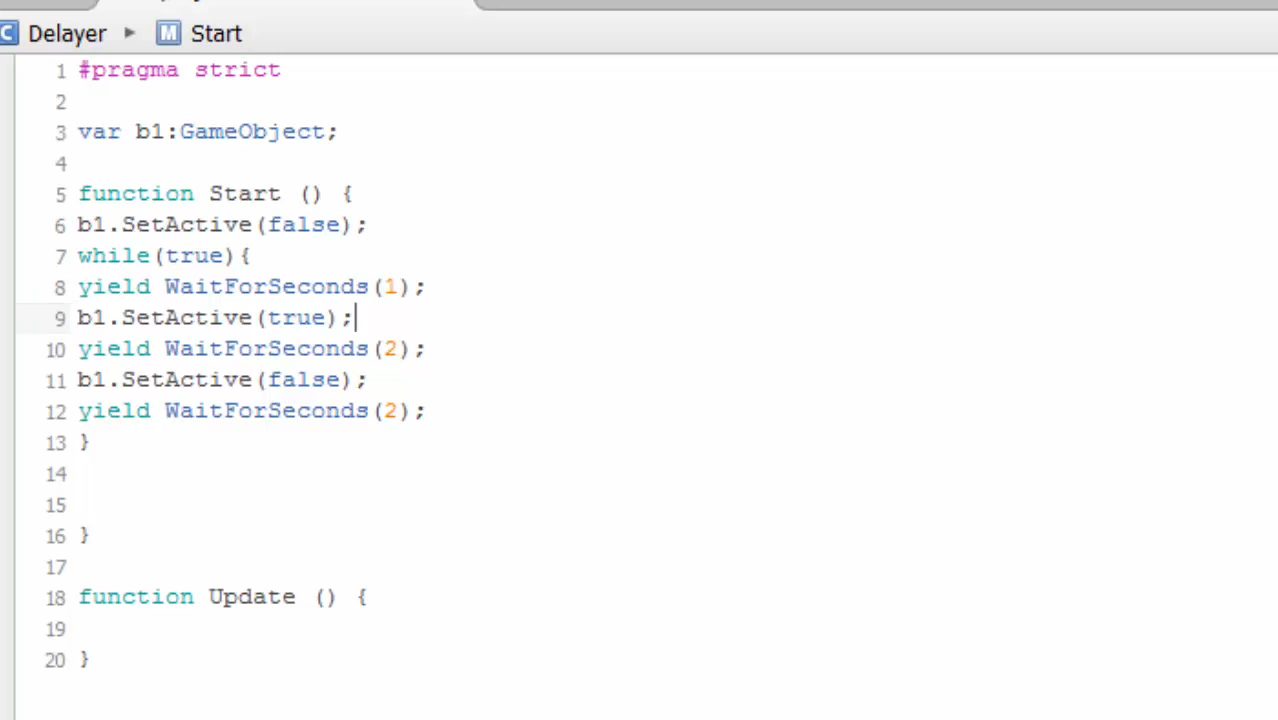 Delayer ▸ M Start
1 #pragma strict
2
3 var b1:GameObject;
4
5 function Start () {
6 b1.SetActive(false);
7 while(true){
8 yield WaitForSeconds(1);
9 b1.SetActive(true);
10 yield WaitForSeconds(2);
11 b1.SetActive(false);
12 yield WaitForSeconds(2);
13 }
14
15
16 }
17
18 function Update () {
19
20 }